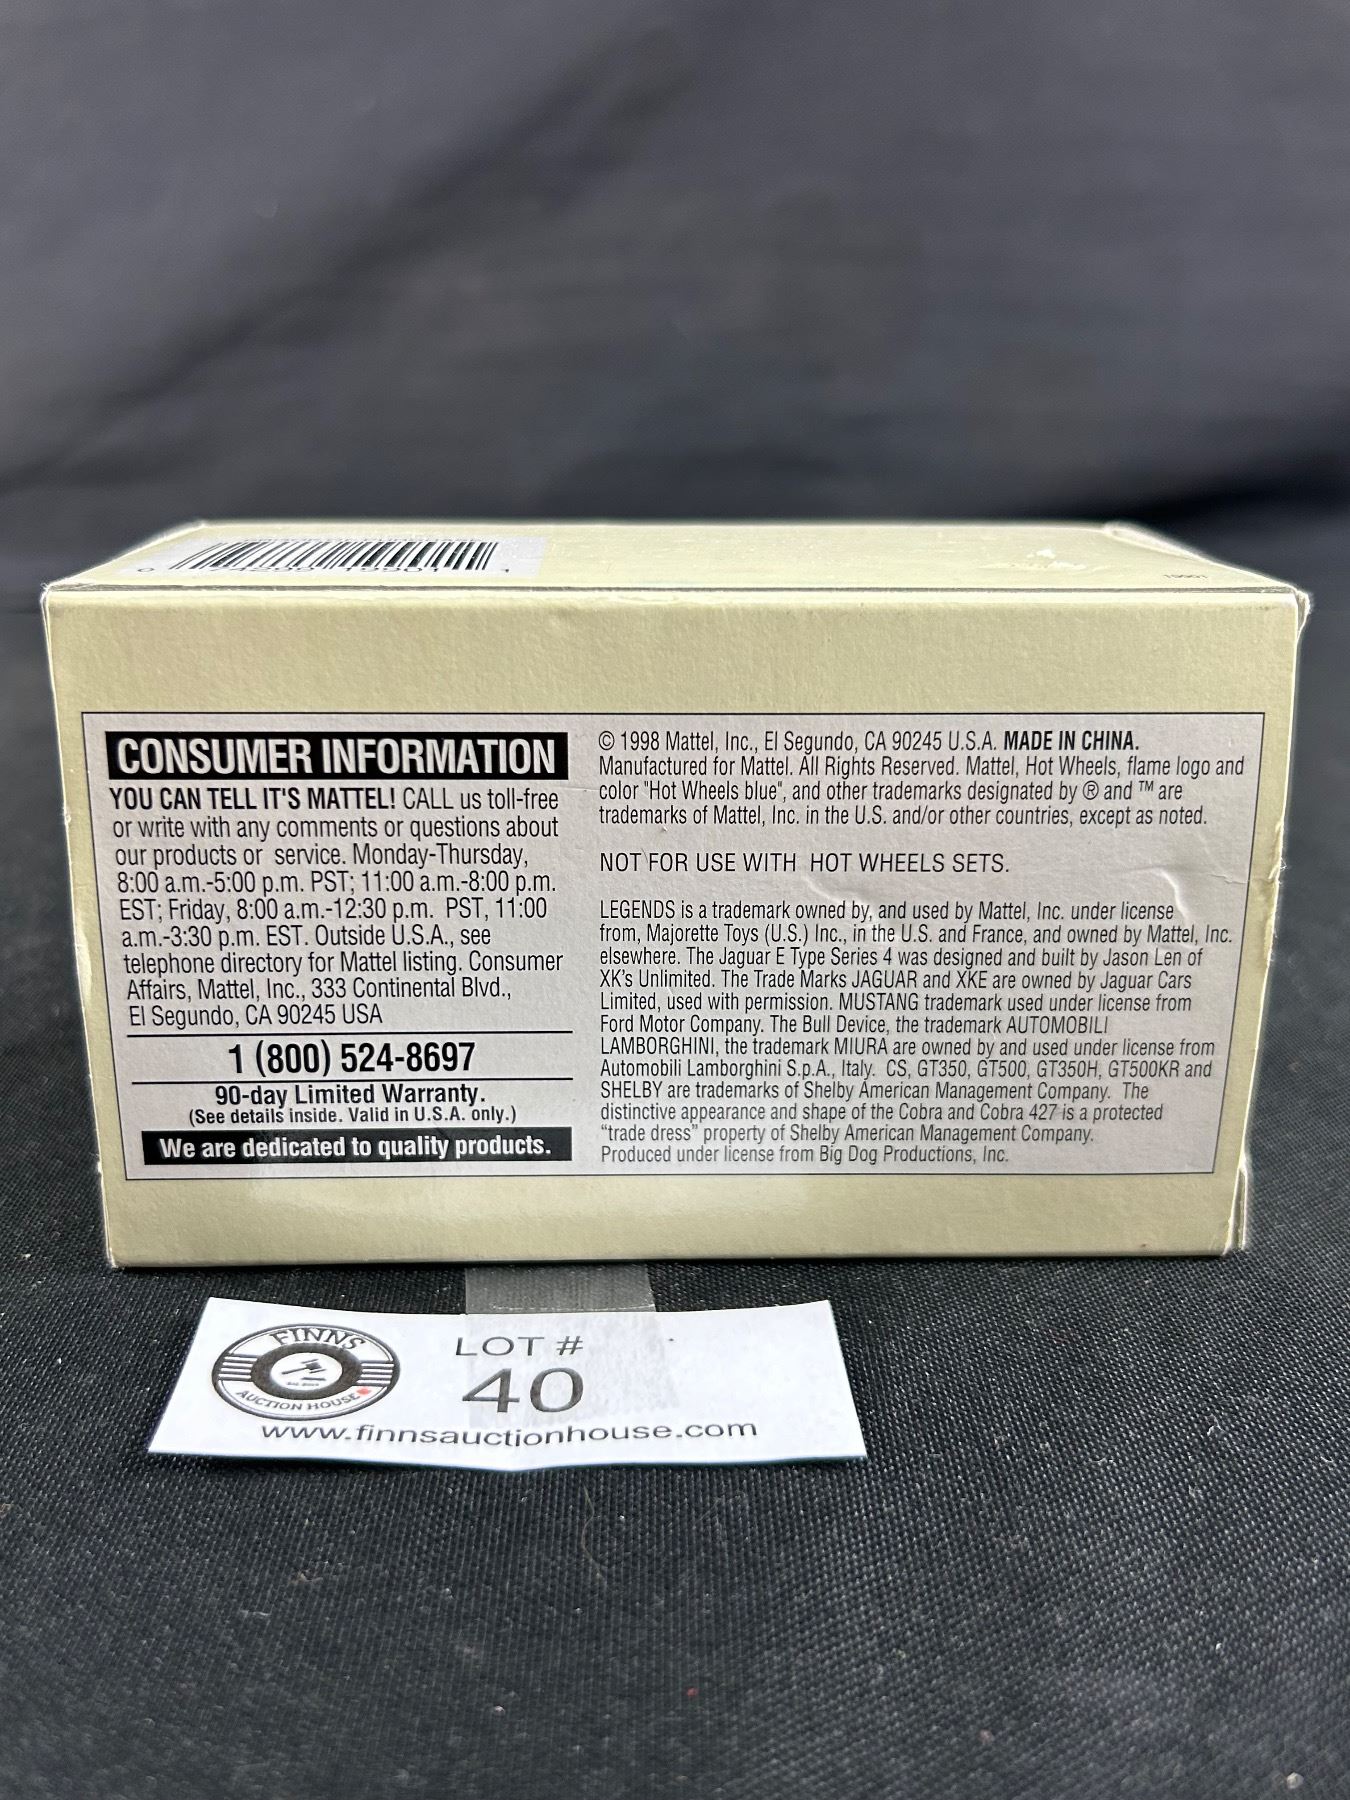 CONSUMER INFORMATION
YOU CAN TELL IT'S MATTEL! CALL us toll-free
or write with any comments or questions about
our products or service. Monday-Thursday,
8:00 a.m.-5:00 p.m. PST; 11:00 a.m.-8:00 p.m.
EST; Friday, 8:00 a.m.-12:30 p.m. PST, 11:00
a.m.-3:30 p.m. EST. Outside U.S.A., see
telephone directory for Mattel listing. Consumer
Affairs, Mattel, Inc., 333 Continental Blvd.,
El Segundo, CA 90245 USA
1 (800) 524-8697
90-day Limited Warranty.
(See details inside. Valid in U.S.A. only.)
We are dedicated to quality products.
© 1998 Mattel, Inc., El Segundo, CA 90245 U.S.A. MADE IN CHINA.
Manufactured for Mattel. All Rights Reserved. Mattel, Hot Wheels, flame logo and
color "Hot Wheels blue", and other trademarks designated by ® and ™ are
trademarks of Mattel, Inc. in the U.S. and/or other countries, except as noted.
NOT FOR USE WITH HOT WHEELS SETS.
LEGENDS is a trademark owned by, and used by Mattel, Inc. under license
from, Majorette Toys (U.S.) Inc., in the U.S. and France, and owned by Mattel, Inc.
elsewhere. The Jaguar E Type Series 4 was designed and built by Jason Len of
XK's Unlimited. The Trade Marks JAGUAR and XKE are owned by Jaguar Cars
Limited, used with permission. MUSTANG trademark used under license from
Ford Motor Company. The Bull Device, the trademark AUTOMOBILI
LAMBORGHINI, the trademark MIURA are owned by and used under license from
Automobili Lamborghini S.p.A., Italy. CS, GT350, GT500, GT350H, GT500KR and
SHELBY are trademarks of Shelby American Management Company. The
distinctive appearance and shape of the Cobra and Cobra 427 is a protected
"trade dress" property of Shelby American Management Company.
Produced under license from Big Dog Productions, Inc.
FINNS
AUCTION HOUSE
LOT #
40
www.finnsauctionhouse.com